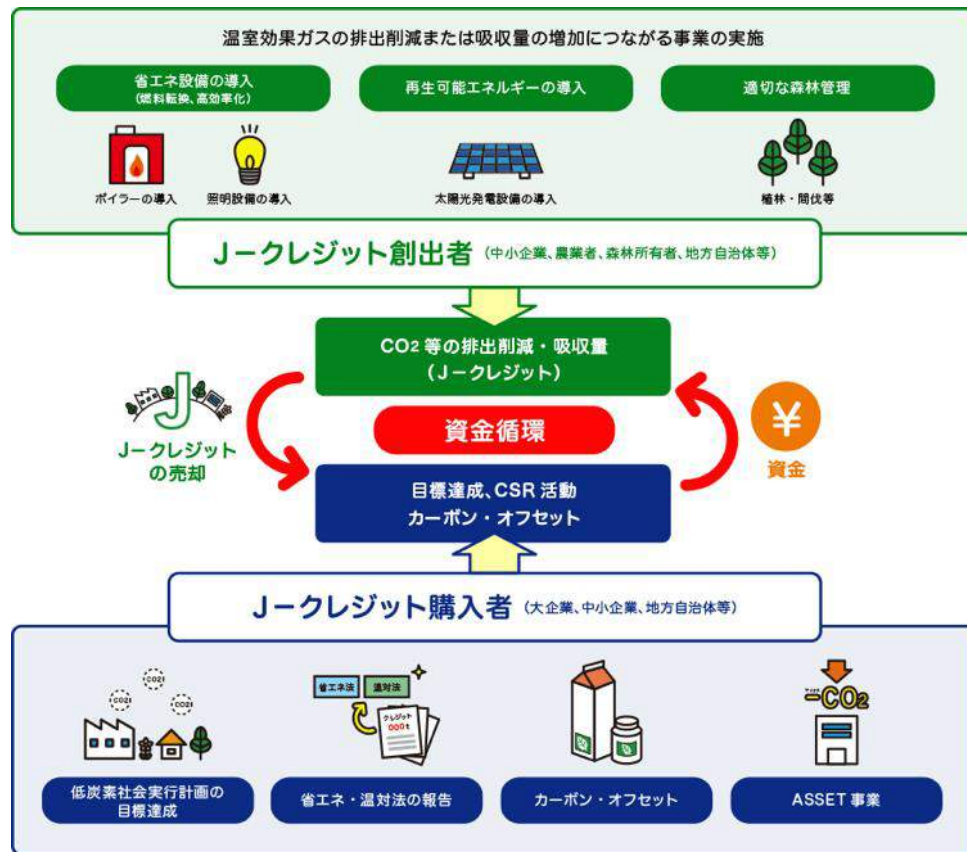 温室効果ガスの排出削減または吸収量の増加につながる事業の実施
省エネ設備の導入
(燃料転換、高効率化)
再生可能エネルギーの導入
適切な森林管理
ボイラーの導入
照明設備の導入
太陽光発電設備の導入
植林・間伐等
J－クレジット創出者（中小企業、農業者、森林所有者、地方自治体等）
CO2 等の排出削減・吸収量
（J－クレジット）
J－クレジット
の売却
資金循環
¥
資金
目標達成、CSR 活動
カーボン・オフセット
J－クレジット購入者（大企業、中小企業、地方自治体等）
CO2
CO2
CO2
省エネ法
温対法
クレジット
000t
-CO2
低炭素社会実行計画の
目標達成
省エネ・温対法の報告
カーボン・オフセット
ASSET 事業